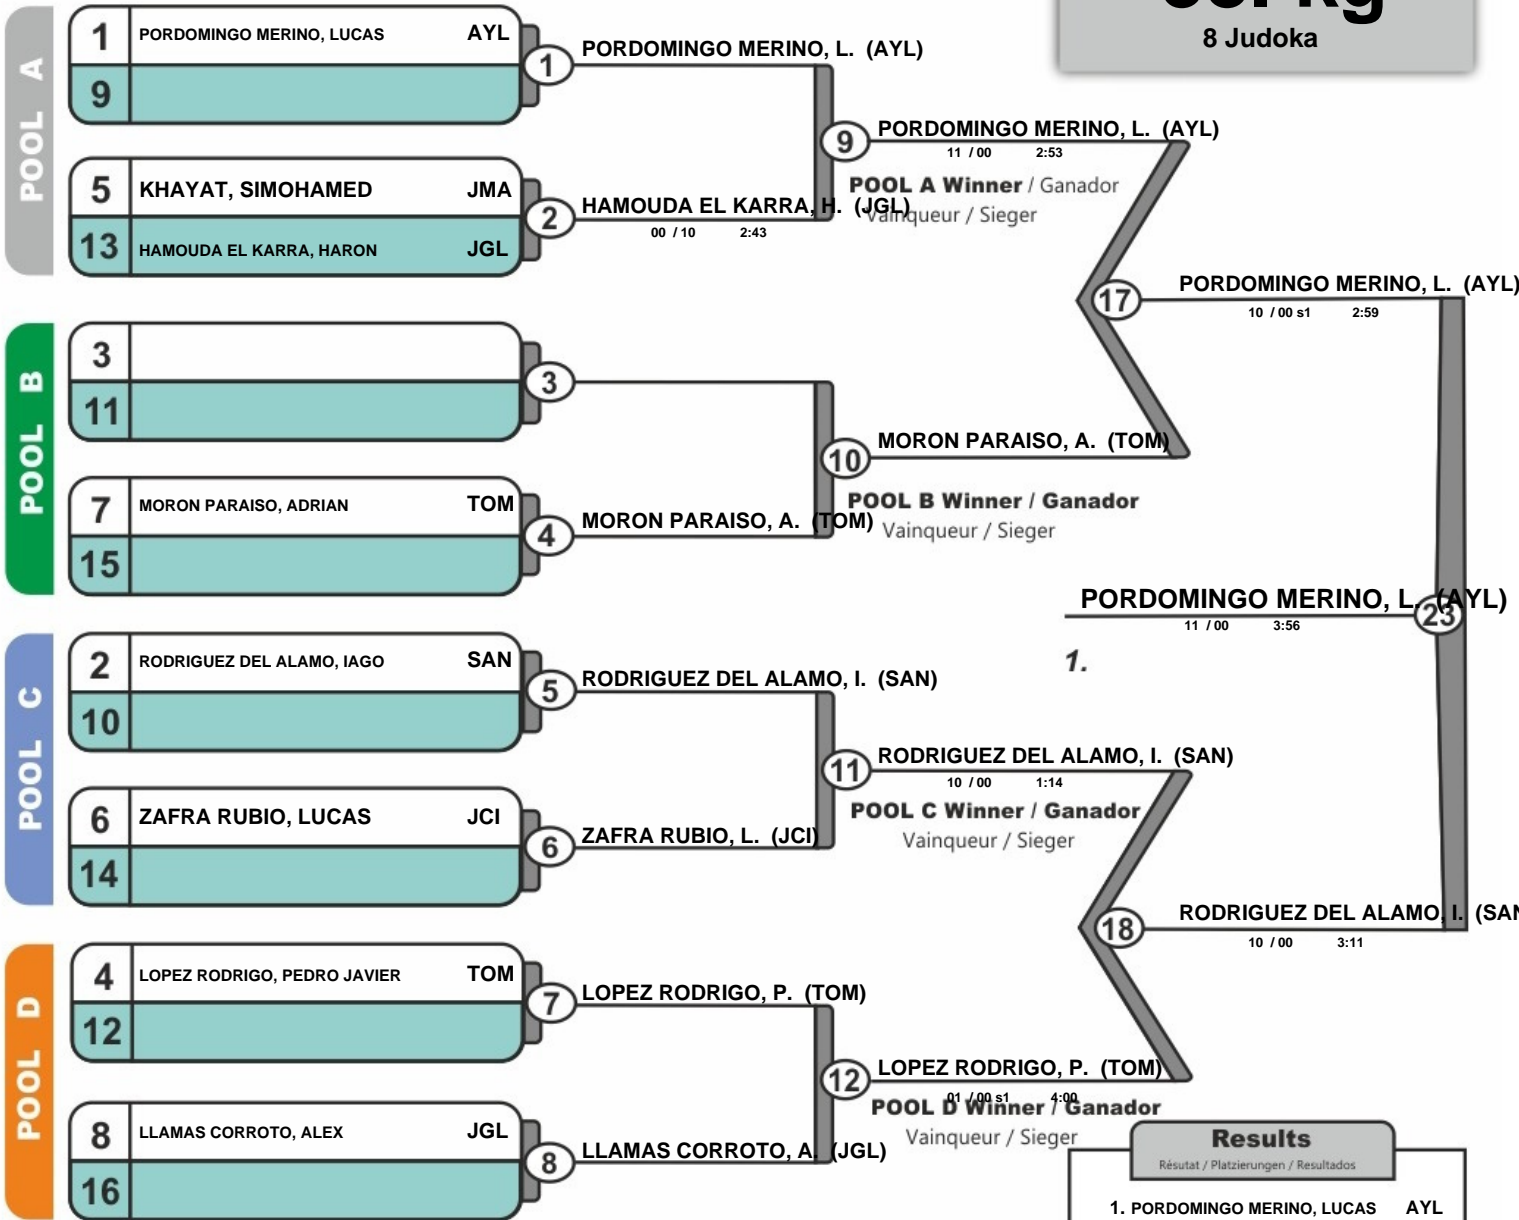 8 Judoka
POOL A
1 PORDOMINGO MERINO, LUCAS AYL
9
1 PORDOMINGO MERINO, L. (AYL)
5 KHAYAT, SIMOHAMED JMA
13 HAMOUDA EL KARRA, HARON JGL
2 HAMOUDA EL KARRA, H. (JGL)
00 / 10 2:43
9 PORDOMINGO MERINO, L. (AYL)
11 / 00 2:53
POOL A Winner / Ganador
Vainqueur / Sieger
POOL B
3
11
3
7 MORON PARAISO, ADRIAN TOM
15
4 MORON PARAISO, A. (TOM)
10 MORON PARAISO, A. (TOM)
POOL B Winner / Ganador
Vainqueur / Sieger
17 PORDOMINGO MERINO, L. (AYL)
10 / 00 s1 2:59
POOL C
2 RODRIGUEZ DEL ALAMO, IAGO SAN
10
5 RODRIGUEZ DEL ALAMO, I. (SAN)
6 ZAFRA RUBIO, LUCAS JCI
14
6 ZAFRA RUBIO, L. (JCI)
11 RODRIGUEZ DEL ALAMO, I. (SAN)
10 / 00 1:14
POOL C Winner / Ganador
Vainqueur / Sieger
POOL D
4 LOPEZ RODRIGO, PEDRO JAVIER TOM
12
7 LOPEZ RODRIGO, P. (TOM)
8 LLAMAS CORROTO, ALEX JGL
16
8 LLAMAS CORROTO, A. (JGL)
12 LOPEZ RODRIGO, P. (TOM)
01 / 00 s1 4:00
POOL D Winner / Ganador
Vainqueur / Sieger
18 RODRIGUEZ DEL ALAMO, I. (SAN
10 / 00 3:11
PORDOMINGO MERINO, L. (AYL)
23
11 / 00 3:56
1.
Results
Résutat / Platzierungen / Resultados
1. PORDOMINGO MERINO, LUCAS AYL